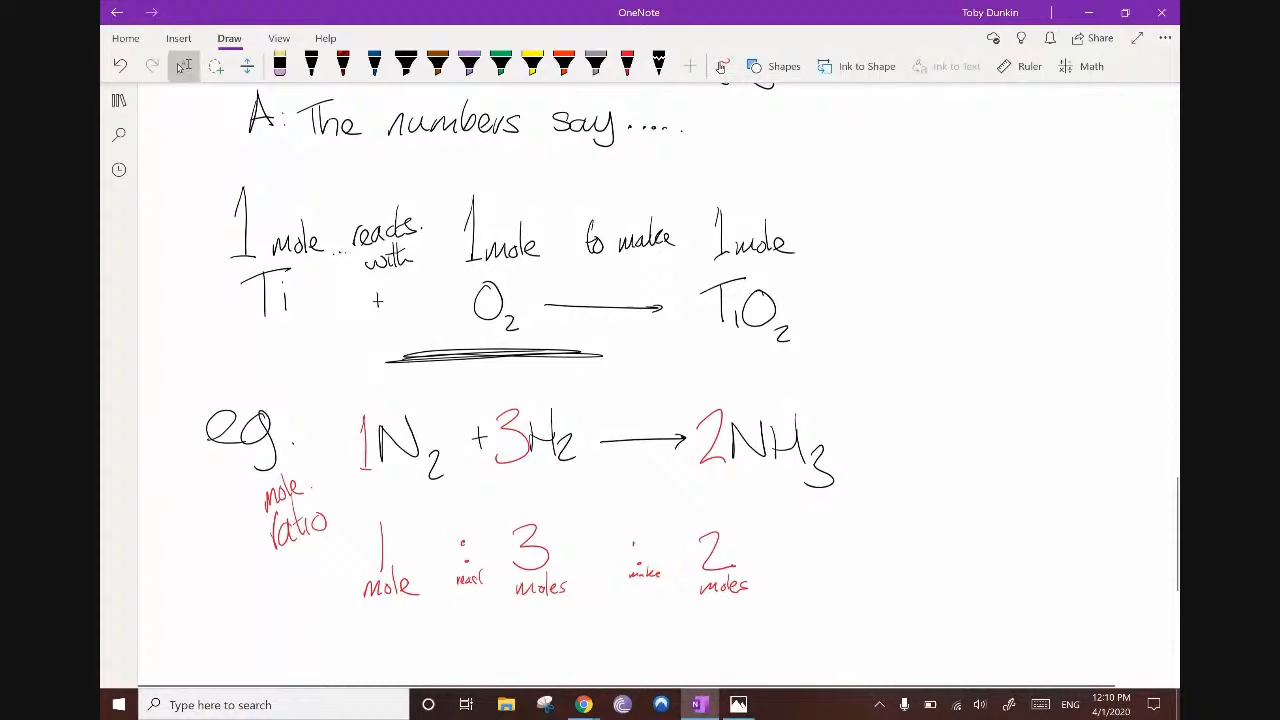 OneNote
Toby Dunkin
Home Insert Draw View Help
Share
Shapes Ink to Shape Ink to Text Ruler Math
A: The numbers say.....
1 mole... reacts with 1 mole to make 1 mole
Ti + O2 → TiO2
eg. 1N2 + 3H2 → 2NH3
mole ratio
1 : 3 : 2
mole react moles make moles
Type here to search
ENG
12:10 PM
4/1/2020